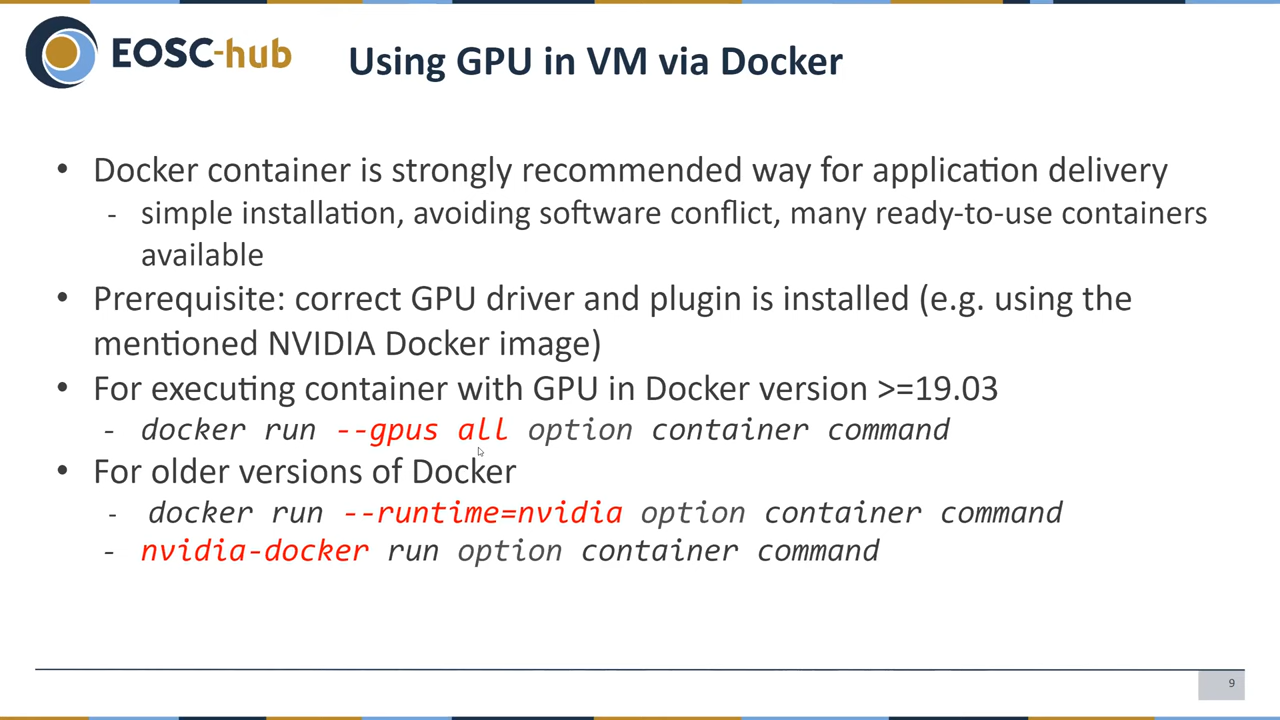 EOSC-hub
Using GPU in VM via Docker
• Docker container is strongly recommended way for application delivery
- simple installation, avoiding software conflict, many ready-to-use containers
available
• Prerequisite: correct GPU driver and plugin is installed (e.g. using the
mentioned NVIDIA Docker image)
• For executing container with GPU in Docker version >=19.03
- docker run --gpus all option container command
• For older versions of Docker
- docker run --runtime=nvidia option container command
- nvidia-docker run option container command
9